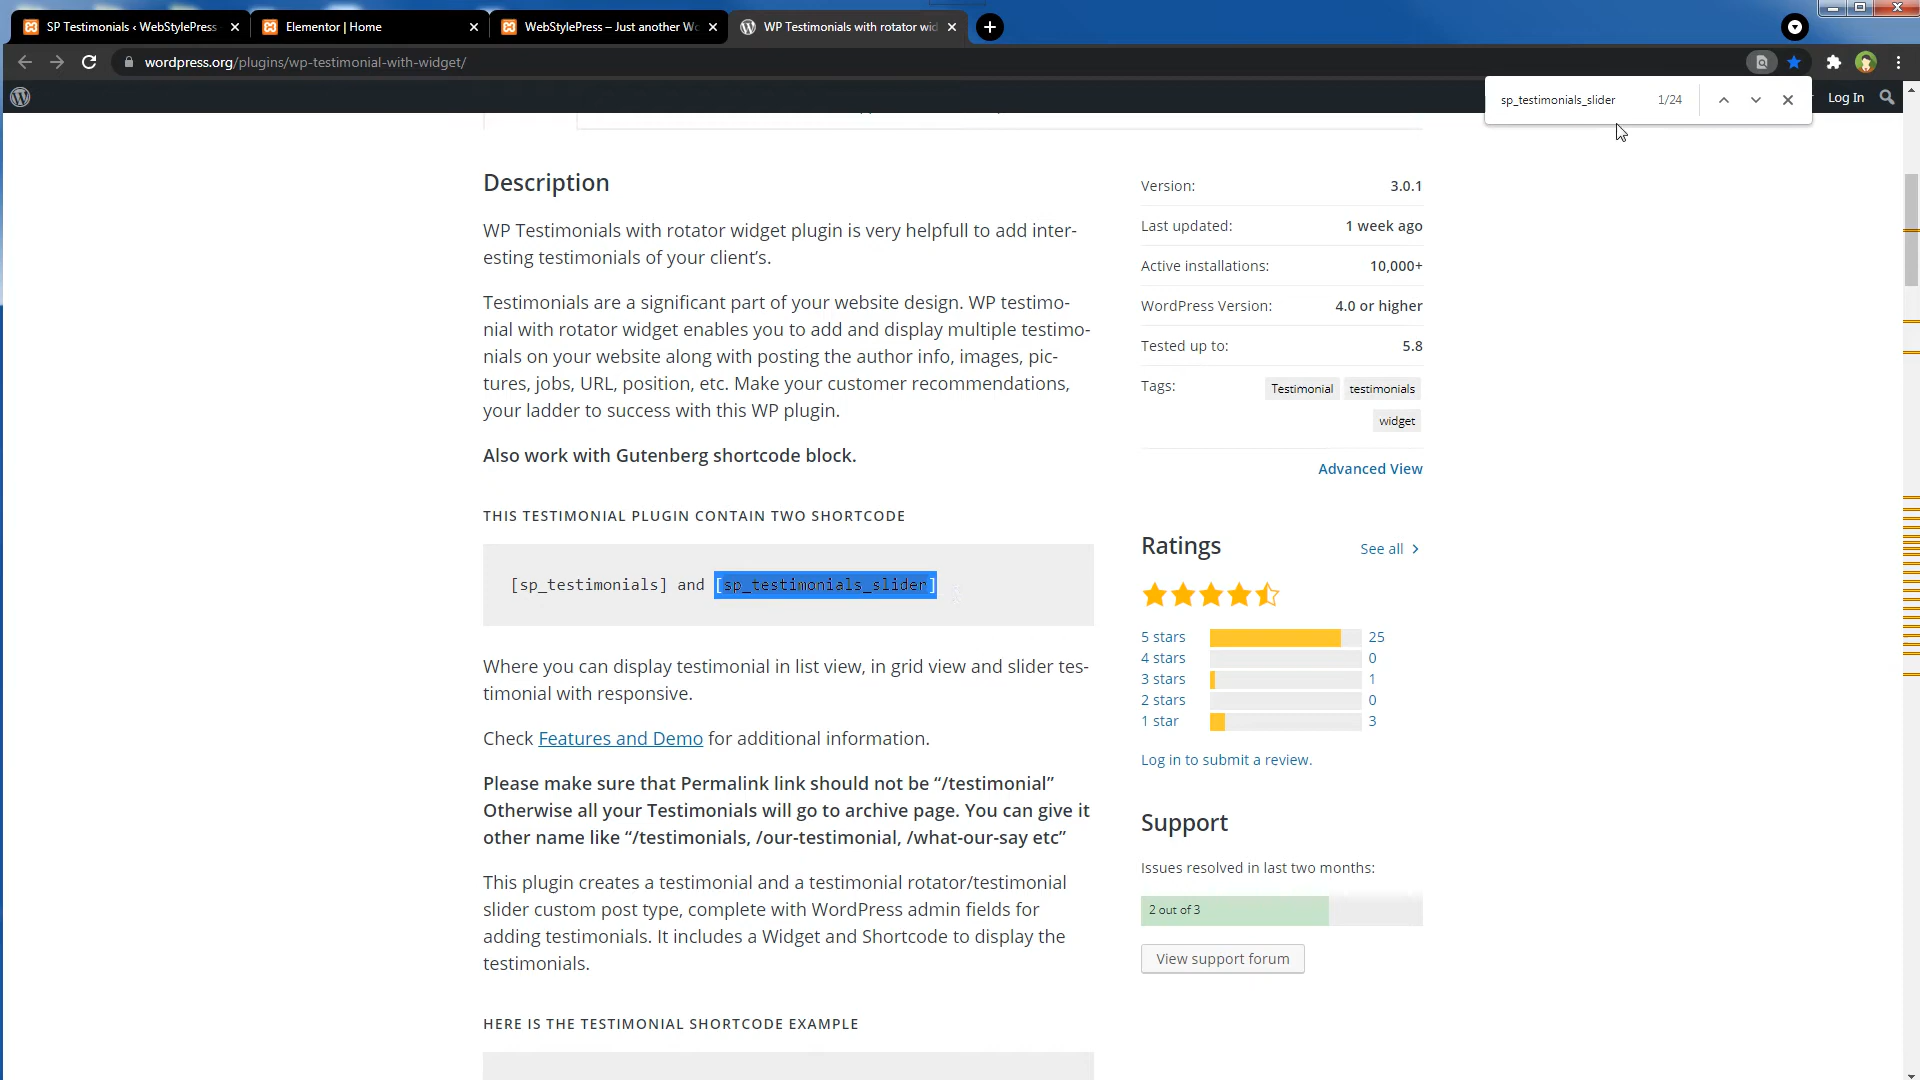 SP Testimonials ‹ WebStylePress
Elementor | Home
WebStylePress – Just another Wo
WP Testimonials with rotator wid
wordpress.org/plugins/wp-testimonial-with-widget/
sp_testimonials_slider 1/24
Log In
Description
WP Testimonials with rotator widget plugin is very helpfull to add inter-
esting testimonials of your client’s.
Testimonials are a significant part of your website design. WP testimo-
nial with rotator widget enables you to add and display multiple testimo-
nials on your website along with posting the author info, images, pic-
tures, jobs, URL, position, etc. Make your customer recommendations,
your ladder to success with this WP plugin.
Also work with Gutenberg shortcode block.
THIS TESTIMONIAL PLUGIN CONTAIN TWO SHORTCODE
[sp_testimonials] and [sp_testimonials_slider]
Where you can display testimonial in list view, in grid view and slider tes-
timonial with responsive.
Check Features and Demo for additional information.
Please make sure that Permalink link should not be “/testimonial”
Otherwise all your Testimonials will go to archive page. You can give it
other name like “/testimonials, /our-testimonial, /what-our-say etc”
This plugin creates a testimonial and a testimonial rotator/testimonial
slider custom post type, complete with WordPress admin fields for
adding testimonials. It includes a Widget and Shortcode to display the
testimonials.
HERE IS THE TESTIMONIAL SHORTCODE EXAMPLE
Version: 3.0.1
Last updated: 1 week ago
Active installations: 10,000+
WordPress Version: 4.0 or higher
Tested up to: 5.8
Tags: Testimonial testimonials
widget
Advanced View
Ratings See all
5 stars 25
4 stars 0
3 stars 1
2 stars 0
1 star 3
Log in to submit a review.
Support
Issues resolved in last two months:
2 out of 3
View support forum